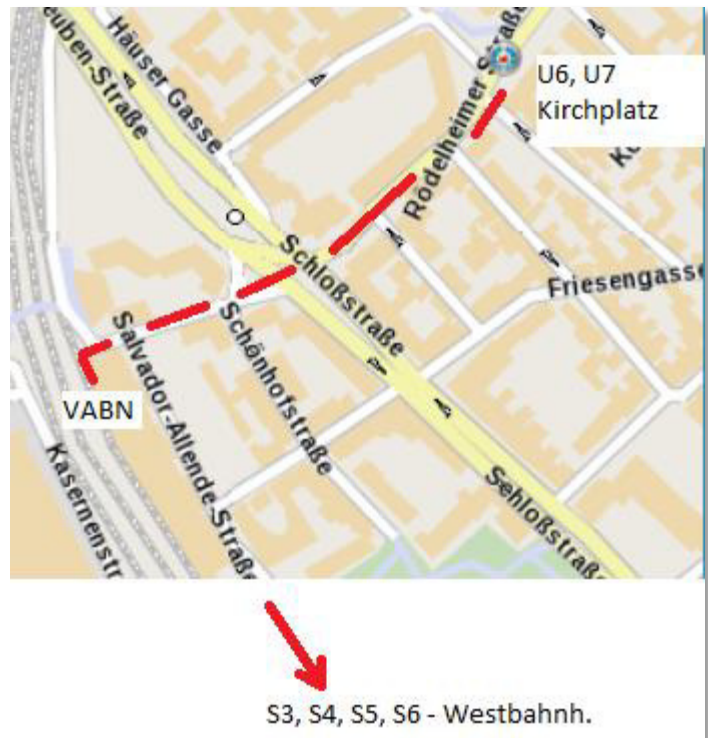 euben-Straße
Häuser Gasse
Rödelheimer-Straße
U6, U7
Kirchplatz
Schloßstraße
Friesengasse
Salvador-Allende-Straße
Schönhofstraße
VABN
Kasernenstr
Schloßstraße
S3, S4, S5, S6 - Westbahnh.